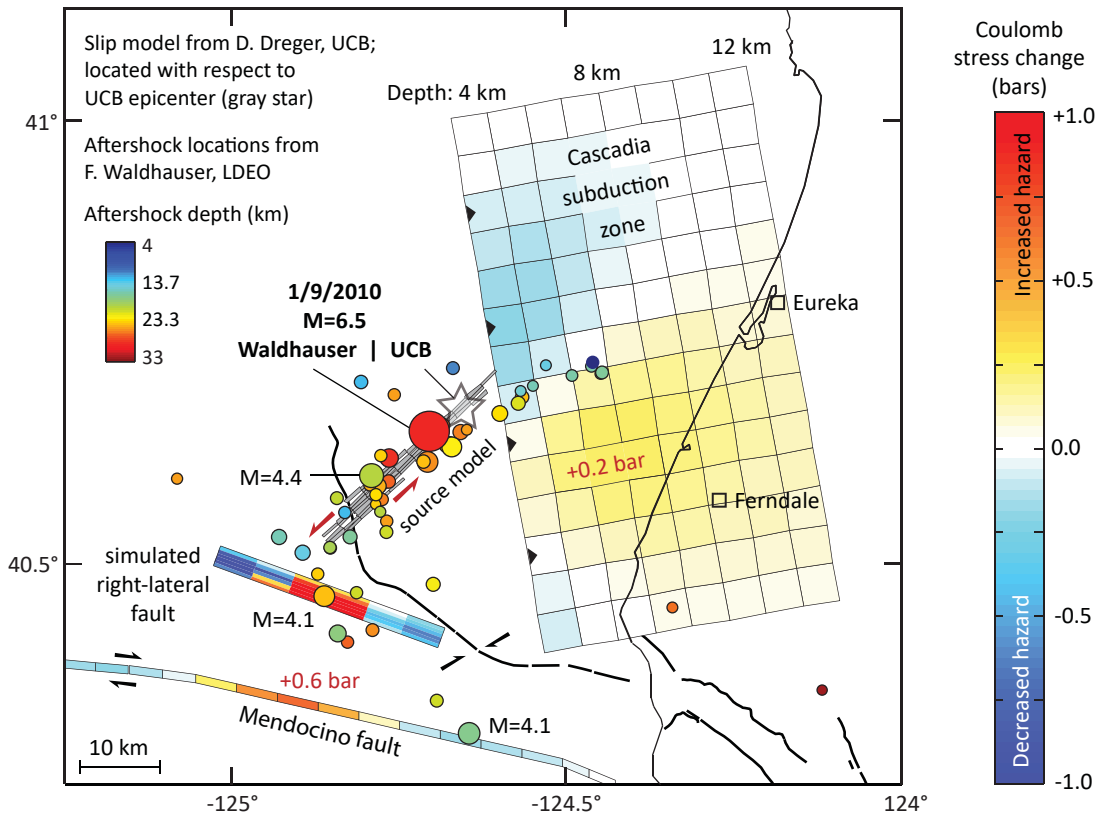 Slip model from D. Dreger, UCB;
located with respect to
UCB epicenter (gray star)
Aftershock locations from
F. Waldhauser, LDEO
Aftershock depth (km)
4
13.7
23.3
33
1/9/2010
M=6.5
Waldhauser | UCB
Depth: 4 km
8 km
12 km
Cascadia
subduction
zone
Eureka
+0.2 bar
Ferndale
M=4.4
source model
simulated
right-lateral
fault
M=4.1
+0.6 bar
Mendocino fault
M=4.1
10 km
41°
40.5°
-125°
-124.5°
124°
Coulomb
stress change
(bars)
+1.0
+0.5
0.0
-0.5
-1.0
Increased hazard
Decreased hazard